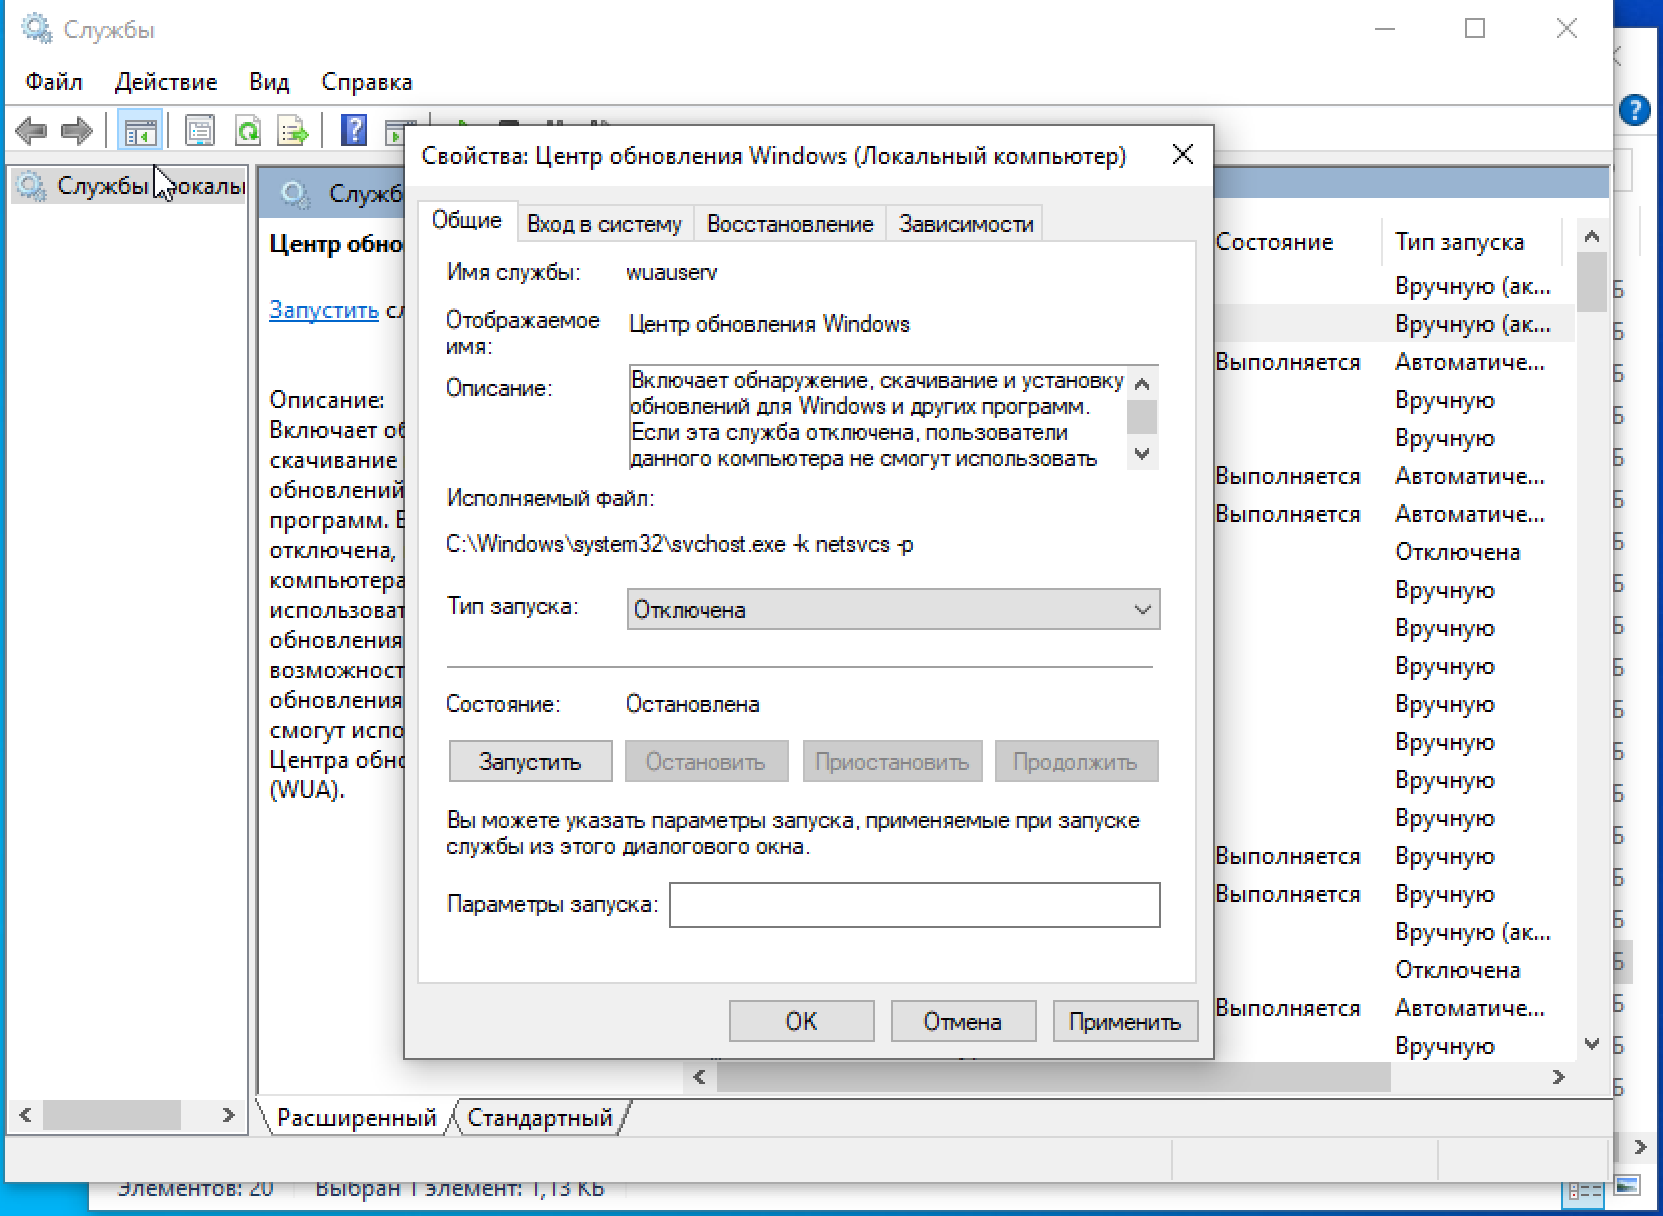 Службы
Файл Действие Вид Справка
Службы
Службы
Центр обно
Запустить
Описание:
Включает об
скачивание
обновлений
программ. Е
отключена,
компьютера
использоват
обновления
возможност
обновления
смогут испо
Центра обно
(WUA).
Свойства: Центр обновления Windows (Локальный компьютер)
Общие Вход в систему Восстановление Зависимости
Имя службы: wuauserv
Отображаемое
имя:
Центр обновления Windows
Описание:
Включает обнаружение, скачивание и установку
обновлений для Windows и других программ.
Если эта служба отключена, пользователи
данного компьютера не смогут использовать
Исполняемый файл:
C:\Windows\system32\svchost.exe -k netsvcs -p
Тип запуска: Отключена
Состояние: Остановлена
Запустить Остановить Приостановить Продолжить
Вы можете указать параметры запуска, применяемые при запуске
службы из этого диалогового окна.
Параметры запуска:
ОК Отмена Применить
Состояние Тип запуска
Вручную (ак...
Вручную (ак...
Выполняется Автоматиче...
Вручную
Вручную
Выполняется Автоматиче...
Выполняется Автоматиче...
Отключена
Вручную
Вручную
Вручную
Вручную
Вручную
Вручную
Вручную
Выполняется Вручную
Выполняется Вручную
Вручную (ак...
Отключена
Выполняется Автоматиче...
Вручную
Расширенный Стандартный
Элементов: 20 Выбран 1 элемент: 1,13 КБ